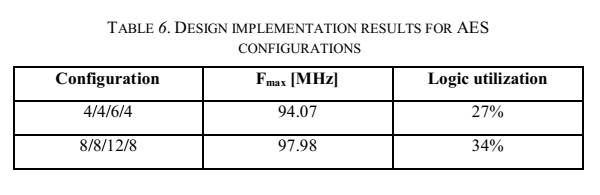 TABLE 6. DESIGN IMPLEMENTATION RESULTS FOR AES
CONFIGURATIONS
Configuration Fmax [MHz] Logic utilization
4/4/6/4 94.07 27%
8/8/12/8 97.98 34%